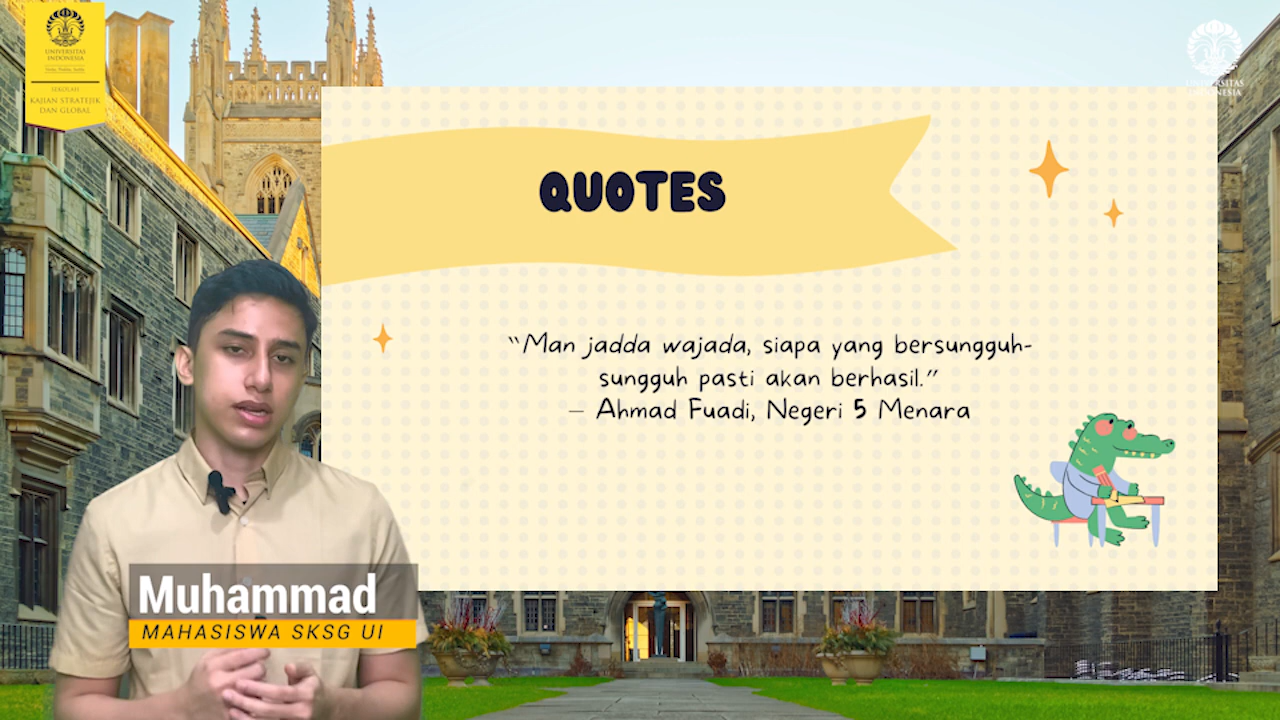 UNIVERSITAS
INDONESIA
SEKOLAH
KAJIAN STRATEJIK
DAN GLOBAL
UNIVERSITAS
INDONESIA
QUOTES
“Man jadda wajada, siapa yang bersungguh-
sungguh pasti akan berhasil.”
– Ahmad Fuadi, Negeri 5 Menara
Muhammad
MAHASISWA SKSG UI